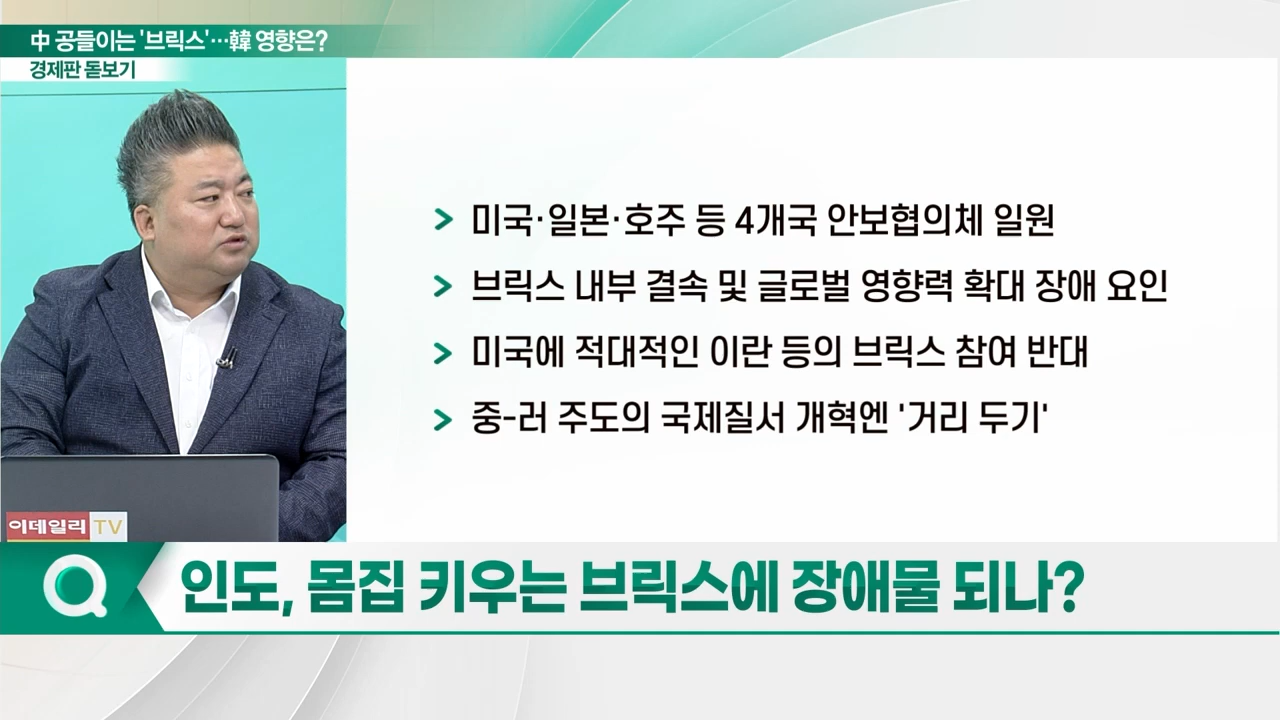 中 공들이는 '브릭스'…韓 영향은?
경제판 돋보기
> 미국·일본·호주 등 4개국 안보협의체 일원
> 브릭스 내부 결속 및 글로벌 영향력 확대 장애 요인
> 미국에 적대적인 이란 등의 브릭스 참여 반대
> 중-러 주도의 국제질서 개혁엔 '거리 두기'
이데일리 TV
Q 인도, 몸집 키우는 브릭스에 장애물 되나?